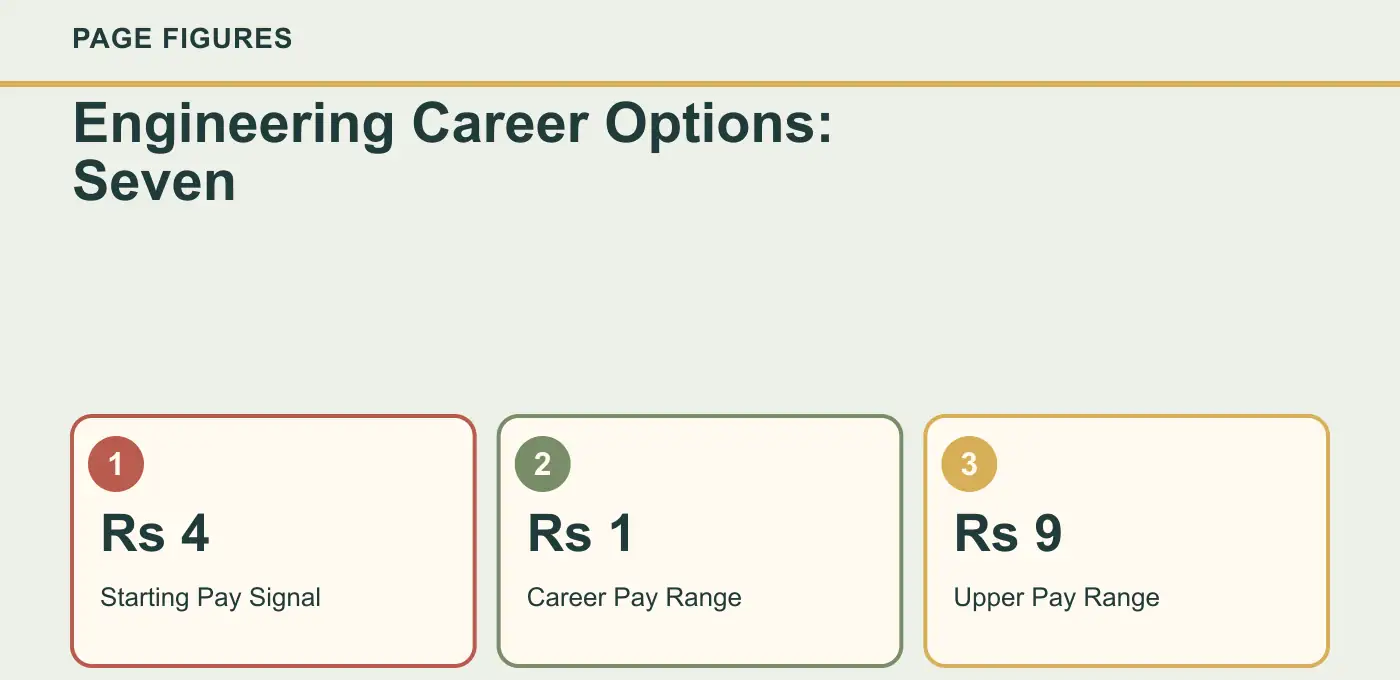 PAGE FIGURES
Engineering Career Options:
Seven
1
Rs 4
Starting Pay Signal
2
Rs 1
Career Pay Range
3
Rs 9
Upper Pay Range